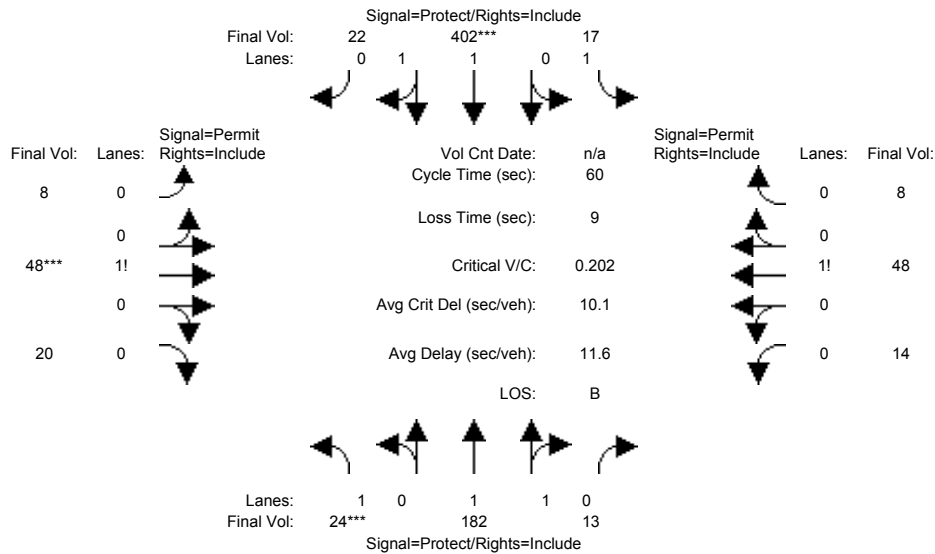 Signal=Protect/Rights=Include
Final Vol: 22 402*** 17
Lanes: 0 1 1 0 1
Signal=Permit Signal=Permit
Final Vol: Lanes: Rights=Include Vol Cnt Date: n/a Rights=Include Lanes: Final Vol:
Cycle Time (sec): 60
8 0 0 8
Loss Time (sec): 9
0 0
48*** 1! Critical V/C: 0.202 1! 48
0 Avg Crit Del (sec/veh): 10.1 0
20 0 Avg Delay (sec/veh): 11.6 0 14
LOS: B
Lanes: 1 0 1 1 0
Final Vol: 24*** 182 13
Signal=Protect/Rights=Include